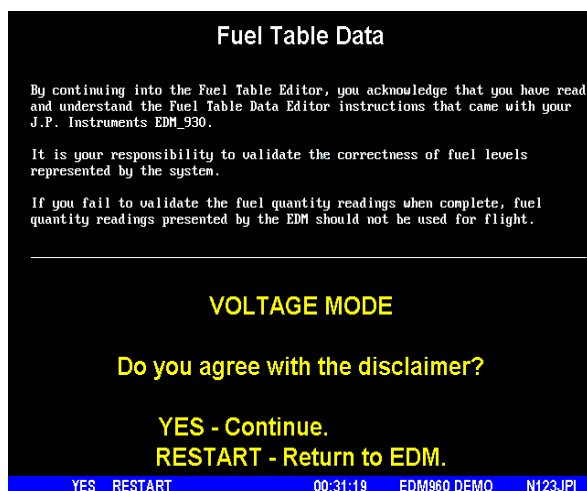 Fuel Table Data
By continuing into the Fuel Table Editor, you acknowledge that you have read
and understand the Fuel Table Data Editor instructions that came with your
J.P. Instruments EDM_930.
It is your responsibility to validate the correctness of fuel levels
represented by the system.
If you fail to validate the fuel quantity readings when complete, fuel
quantity readings presented by the EDM should not be used for flight.
VOLTAGE MODE
Do you agree with the disclaimer?
YES - Continue.
RESTART - Return to EDM.
YES RESTART 00:31:19 EDM960 DEMO N123JPI